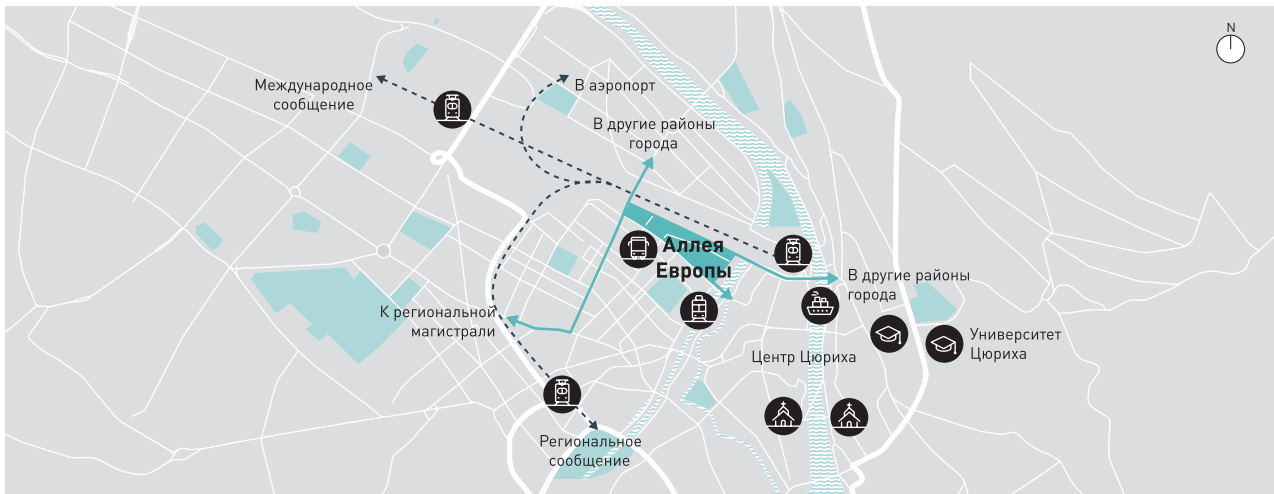 N
Международное
сообщение
В аэропорт
В другие районы
города
Аллея
Европы
В другие районы
города
К региональной
магистрали
Университет
Цюриха
Центр Цюриха
Региональное
сообщение